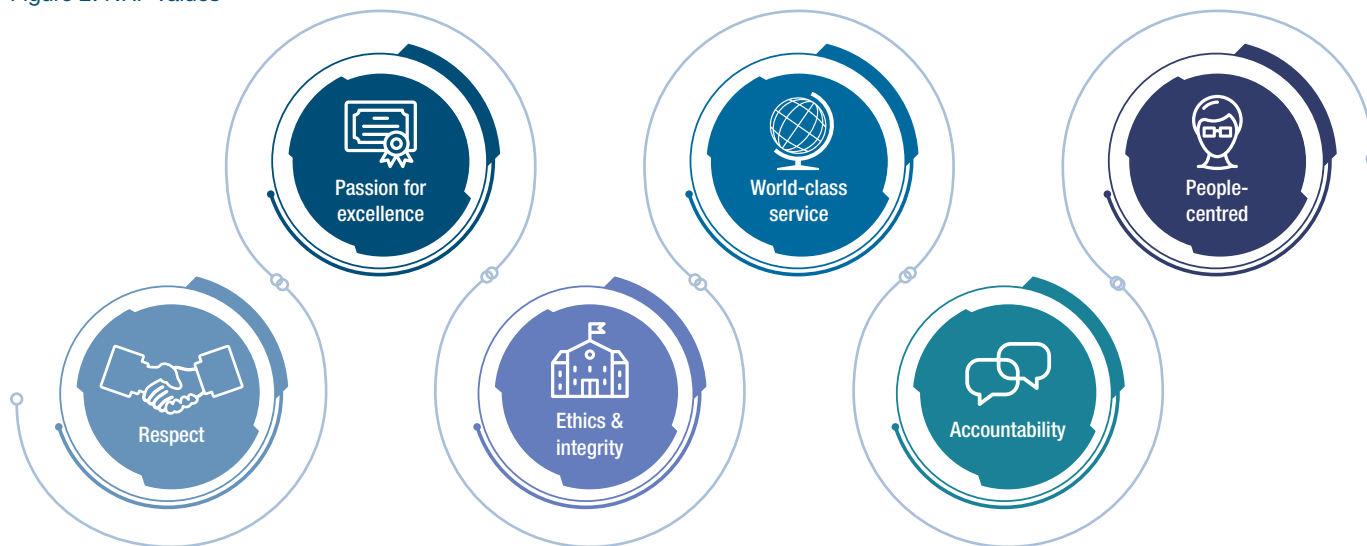 Passion for
excellence
World-class
service
People-
centred
Respect
Ethics &
integrity
Accountability